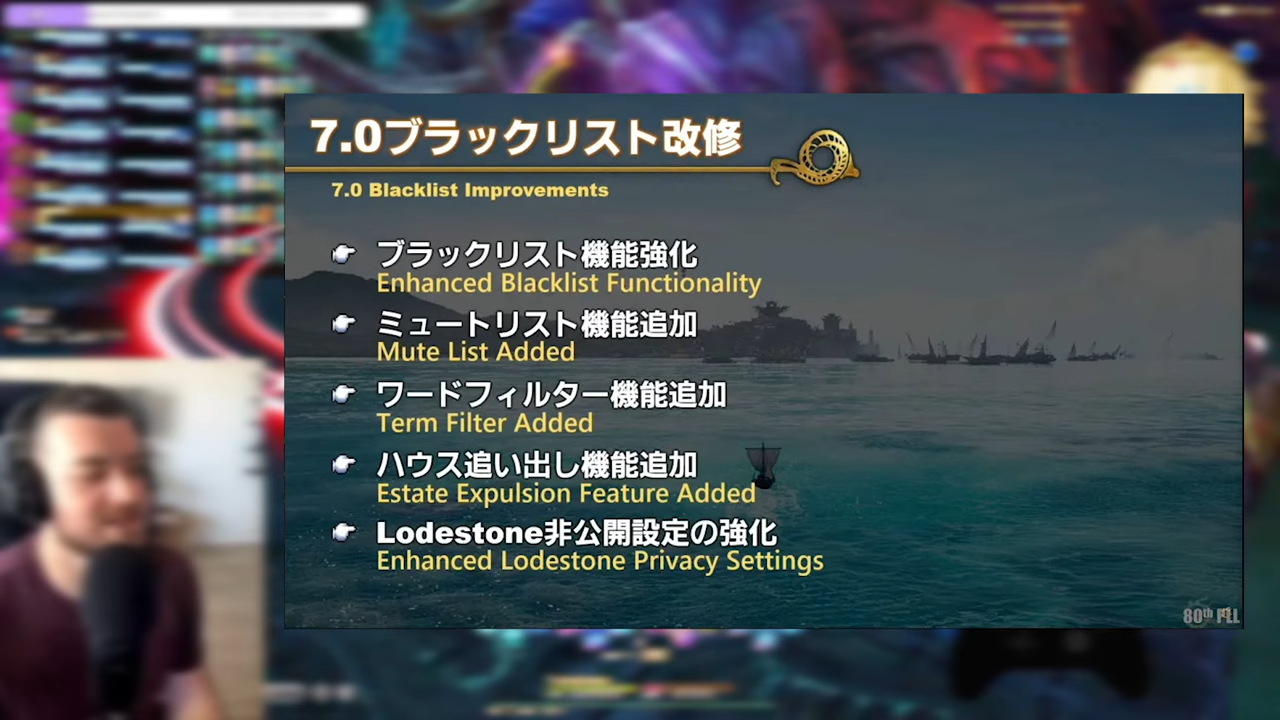 7.0ブラックリスト改修
7.0 Blacklist Improvements
ブラックリスト機能強化
Enhanced Blacklist Functionality
ミュートリスト機能追加
Mute List Added
ワードフィルター機能追加
Term Filter Added
ハウス追い出し機能追加
Estate Expulsion Feature Added
Lodestone非公開設定の強化
Enhanced Lodestone Privacy Settings
80th PLL